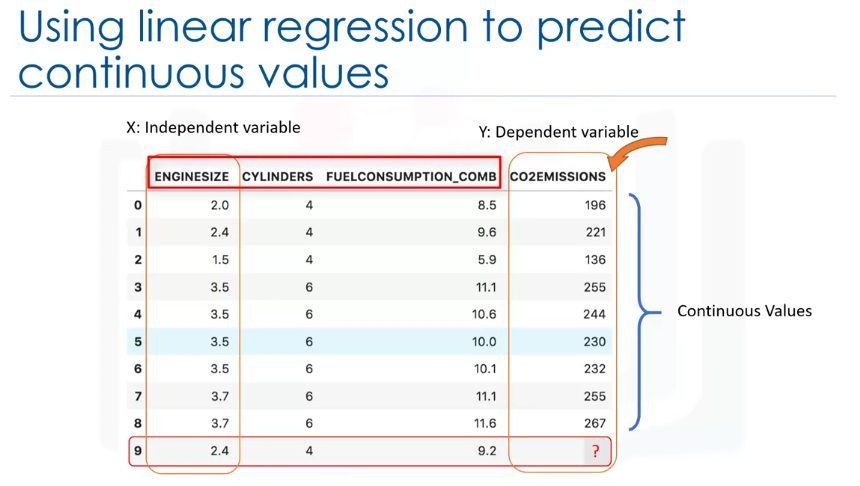 Using linear regression to predict
continuous values
X: Independent variable
Y: Dependent variable
ENGINESIZE CYLINDERS FUELCONSUMPTION_COMB CO2EMISSIONS
0 2.0 4 8.5 196
1 2.4 4 9.6 221
2 1.5 4 5.9 136
3 3.5 6 11.1 255
4 3.5 6 10.6 244
5 3.5 6 10.0 230
6 3.5 6 10.1 232
7 3.7 6 11.1 255
8 3.7 6 11.6 267
9 2.4 4 9.2 ?
Continuous Values